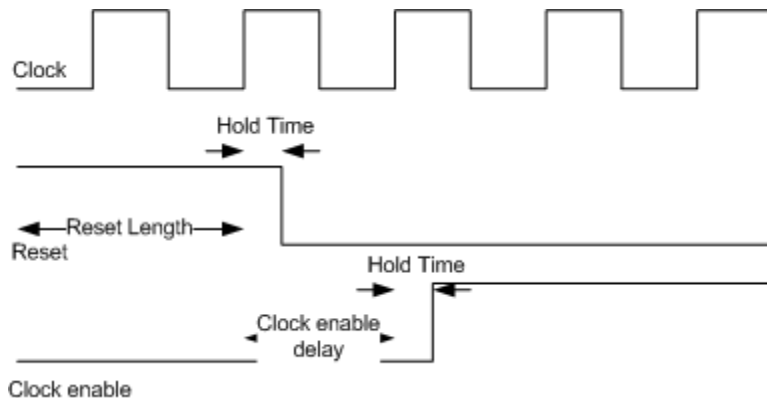 Clock
Hold Time
Reset Length
Reset
Hold Time
Clock enable
delay
Clock enable